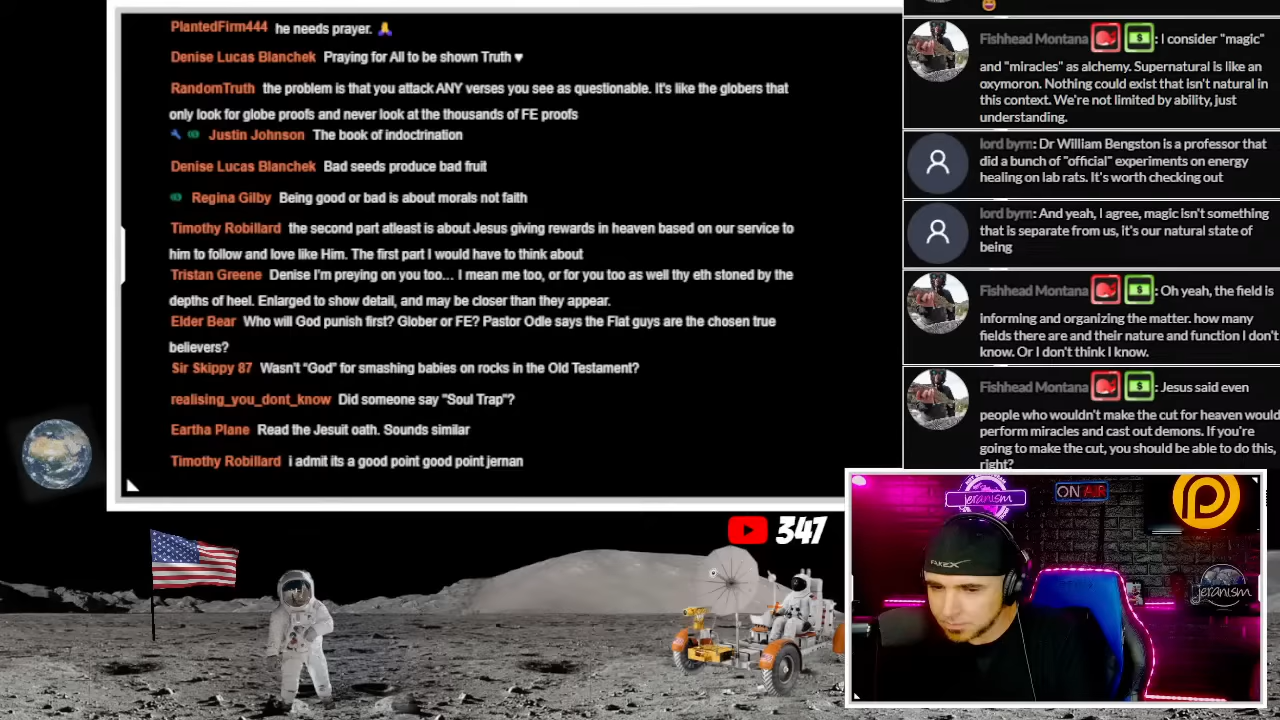 PlantedFirm444 he needs prayer. 🙏
Denise Lucas Blanchek Praying for All to be shown Truth ♥
RandomTruth the problem is that you attack ANY verses you see as questionable. It's like the globers that
only look for globe proofs and never look at the thousands of FE proofs
Justin Johnson The book of indoctrination
Denise Lucas Blanchek Bad seeds produce bad fruit
Regina Gilby Being good or bad is about morals not faith
Timothy Robillard the second part atleast is about Jesus giving rewards in heaven based on our service to
him to follow and love like Him. The first part I would have to think about
Tristan Greene Denise I'm preying on you too... I mean me too, or for you too as well thy eth stoned by the
depths of heel. Enlarged to show detail, and may be closer than they appear.
Elder Bear Who will God punish first? Glober or FE? Pastor Odle says the Flat guys are the chosen true
believers?
Sir Skippy 87 Wasn't "God" for smashing babies on rocks in the Old Testament?
realising_you_dont_know Did someone say "Soul Trap"?
Eartha Plane Read the Jesuit oath. Sounds similar
Timothy Robillard i admit its a good point good point jernan
Fishhead Montana : I consider "magic"
and "miracles" as alchemy. Supernatural is like an
oxymoron. Nothing could exist that isn't natural in
this context. We're not limited by ability, just
understanding.
lord byrn: Dr William Bengston is a professor that
did a bunch of "official" experiments on energy
healing on lab rats. It's worth checking out
lord byrn: And yeah, I agree, magic isn't something
that is separate from us, it's our natural state of
being
Fishhead Montana : Oh yeah, the field is
informing and organizing the matter. how many
fields there are and their nature and function I don't
know. Or I don't think I know.
Fishhead Montana : Jesus said even
people who wouldn't make the cut for heaven would
perform miracles and cast out demons. If you're
going to make the cut, you should be able to do this,
right?
347
jeranism
ON AIR
FAKEX
jeranism